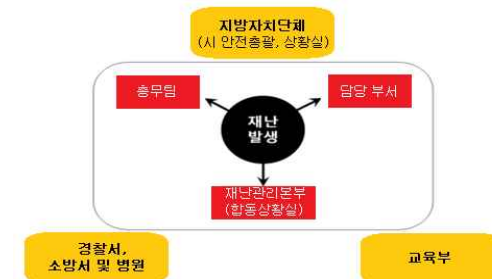 지방자치단체
(시 안전총괄, 상황실)
총무팀
담당 부서
재난
발생
재난관리본부
(합동상황실)
경찰서,
소방서 및 병원
교육부